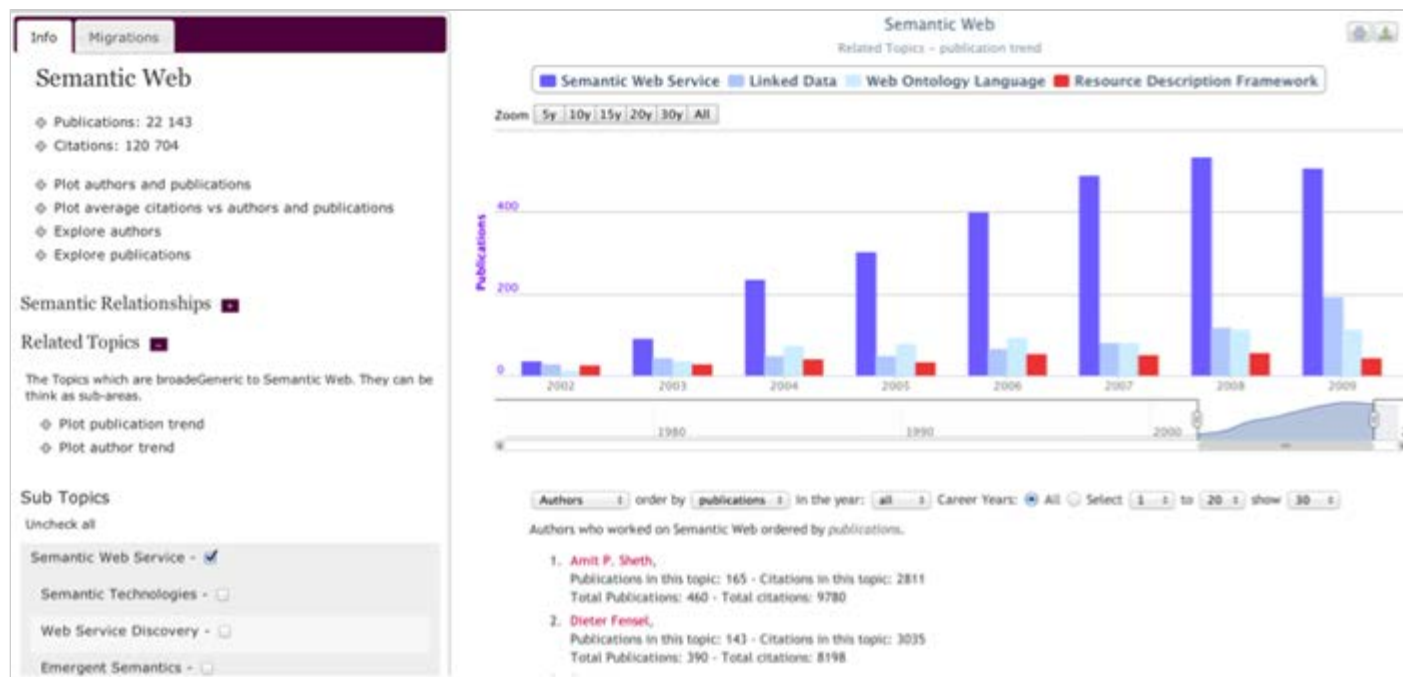 Info
Migrations
Semantic Web
Publications: 22 143
Citations: 120 704
Plot authors and publications
Plot average citations vs authors and publications
Explore authors
Explore publications
Semantic Relationships +
Related Topics -
The Topics which are broadeGeneric to Semantic Web. They can be
think as sub-areas.
Plot publication trend
Plot author trend
Sub Topics
Uncheck all
Semantic Web Service -
Semantic Technologies -
Web Service Discovery -
Emergent Semantics -
Semantic Web
Related Topics - publication trend
Semantic Web Service Linked Data Web Ontology Language Resource Description Framework
Zoom 5y 10y 15y 20y 30y All
Publications
400
200
0
2002 2003 2004 2005 2006 2007 2008 2009
1980 1990 2000
Authors order by publications In the year: all Career Years: All Select 1 to 20 show 30
Authors who worked on Semantic Web ordered by publications.
1. Amit P. Sheth,
Publications in this topic: 165 - Citations in this topic: 2811
Total Publications: 460 - Total citations: 9780
2. Dieter Fensel,
Publications in this topic: 143 - Citations in this topic: 3035
Total Publications: 390 - Total citations: 8198